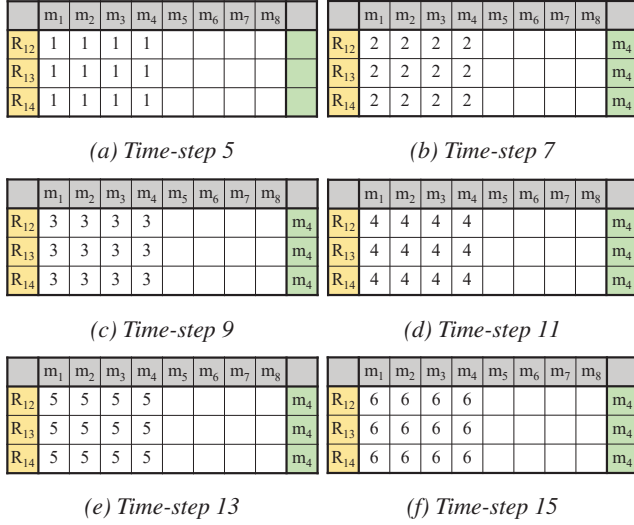 m1 m2 m3 m4 m5 m6 m7 m8
R12 1 1 1 1
R13 1 1 1 1
R14 1 1 1 1
(a) Time-step 5
m1 m2 m3 m4 m5 m6 m7 m8
R12 2 2 2 2 m4
R13 2 2 2 2 m4
R14 2 2 2 2 m4
(b) Time-step 7
m1 m2 m3 m4 m5 m6 m7 m8
R12 3 3 3 3 m4
R13 3 3 3 3 m4
R14 3 3 3 3 m4
(c) Time-step 9
m1 m2 m3 m4 m5 m6 m7 m8
R12 4 4 4 4 m4
R13 4 4 4 4 m4
R14 4 4 4 4 m4
(d) Time-step 11
m1 m2 m3 m4 m5 m6 m7 m8
R12 5 5 5 5 m4
R13 5 5 5 5 m4
R14 5 5 5 5 m4
(e) Time-step 13
m1 m2 m3 m4 m5 m6 m7 m8
R12 6 6 6 6 m4
R13 6 6 6 6 m4
R14 6 6 6 6 m4
(f) Time-step 15